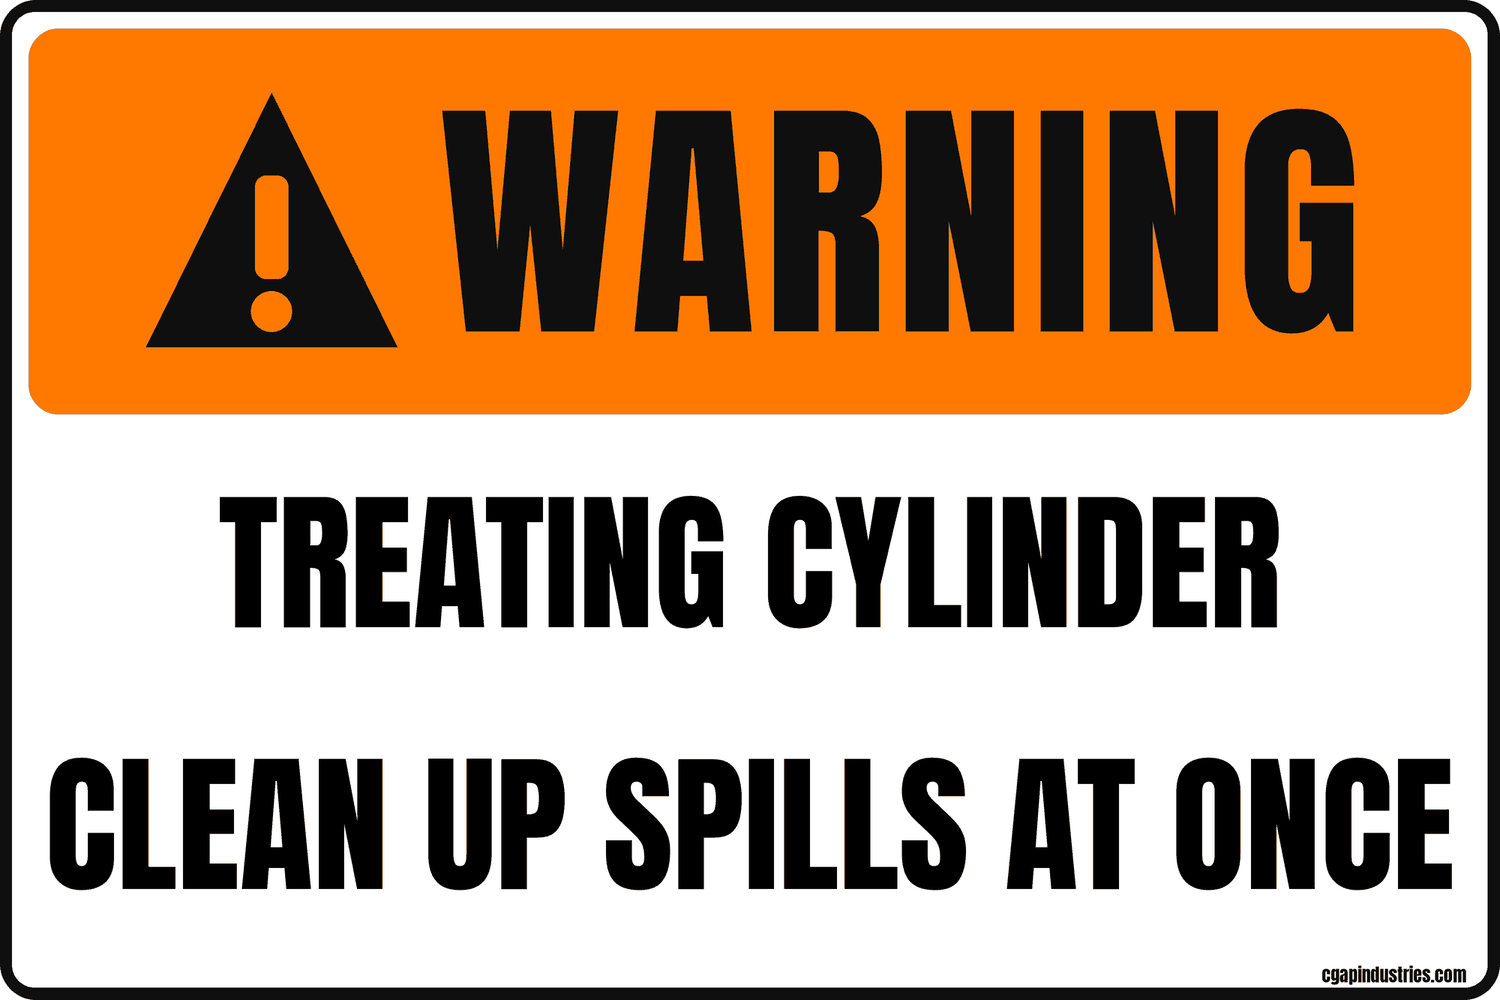 WARNING
TREATING CYLINDER
CLEAN UP SPILLS AT ONCE
cgapindustries.com